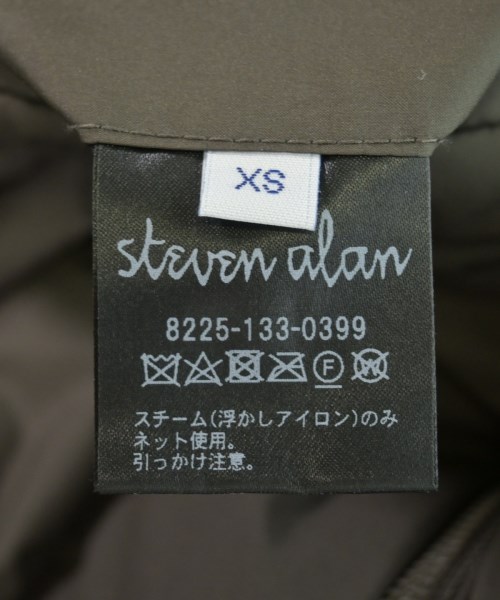 XS
steven alan
8225-133-0399
F W
スチーム(浮かしアイロン)のみ
ネット使用。
引っかけ注意。